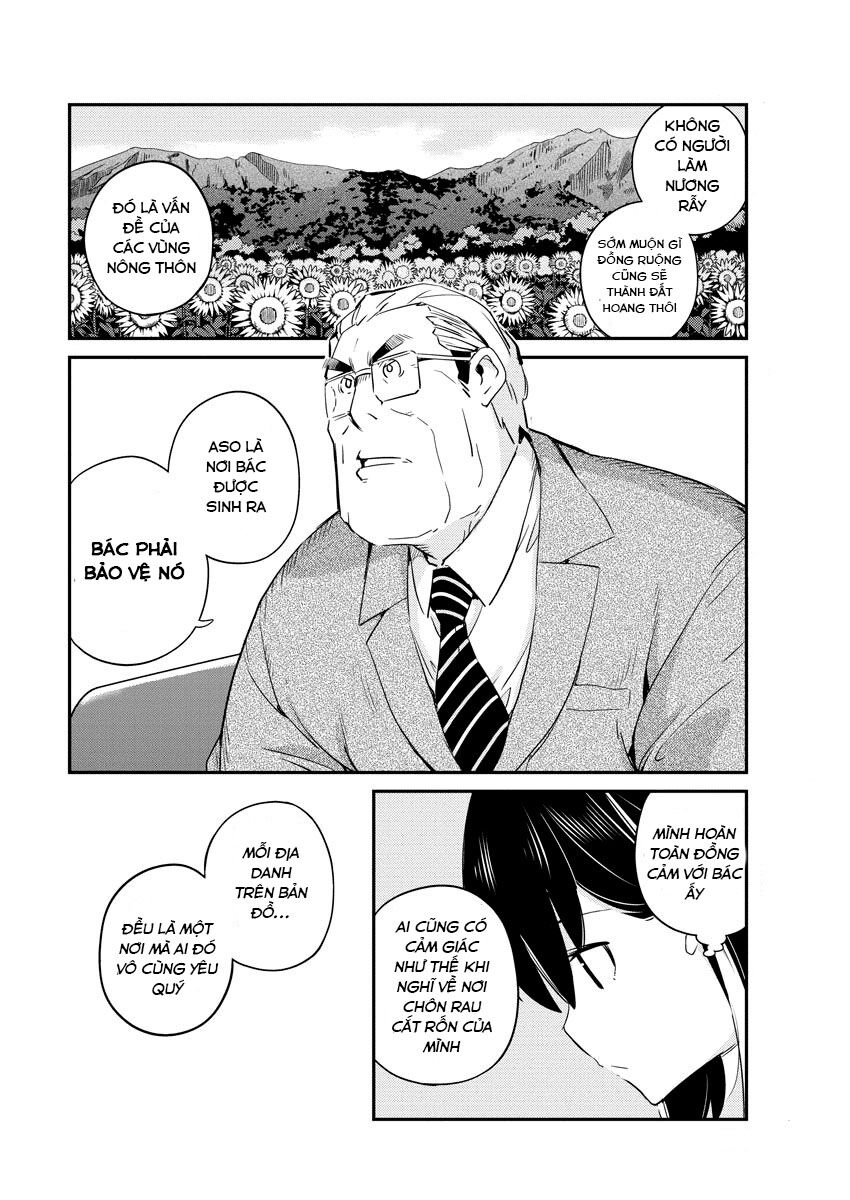 KHÔNG
CÓ NGƯỜI
LÀM
NƯƠNG
RẪY
SỚM MUỘN GÌ
ĐỒNG RUỘNG
CŨNG SẼ
THÀNH ĐẤT
HOANG THÔI
ĐÓ LÀ VẤN
ĐỀ CỦA
CÁC VÙNG
NÔNG THÔN
ASO LÀ
NƠI BÁC
ĐƯỢC
SINH RA
BÁC PHẢI
BẢO VỆ NÓ
MÌNH HOÀN
TOÀN ĐỒNG
CẢM VỚI BÁC
ẤY
AI CŨNG CÓ
CẢM GIÁC
NHƯ THẾ KHI
NGHĨ VỀ NƠI
CHÔN RAU
CẮT RỐN CỦA
MÌNH
MỖI ĐỊA
DANH
TRÊN BẢN
ĐỒ...
ĐỀU LÀ MỘT
NƠI MÀ AI ĐÓ
VÔ CÙNG YÊU
QUÝ